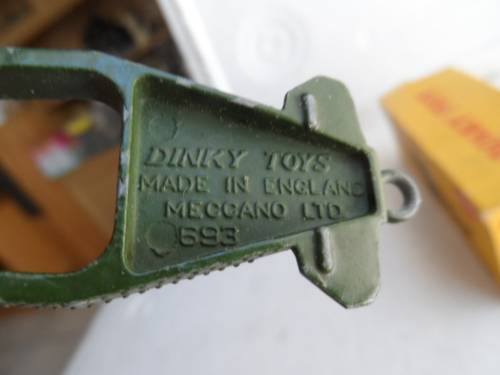 DINKY TOYS
MADE IN ENGLAND
MECCANO LTD
693